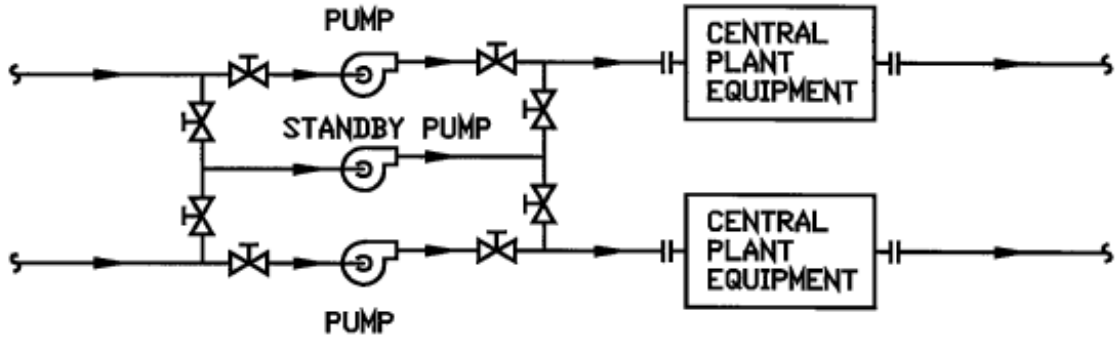 PUMP
CENTRAL
PLANT
EQUIPMENT
STANDBY PUMP
CENTRAL
PLANT
EQUIPMENT
PUMP